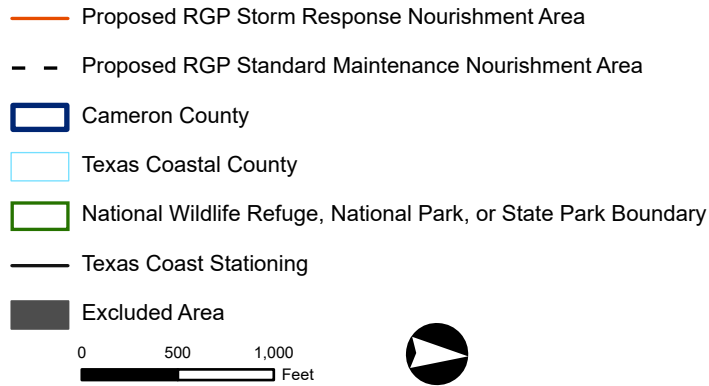 Proposed RGP Storm Response Nourishment Area
Proposed RGP Standard Maintenance Nourishment Area
Cameron County
Texas Coastal County
National Wildlife Refuge, National Park, or State Park Boundary
Texas Coast Stationing
Excluded Area
0 500 1,000
Feet